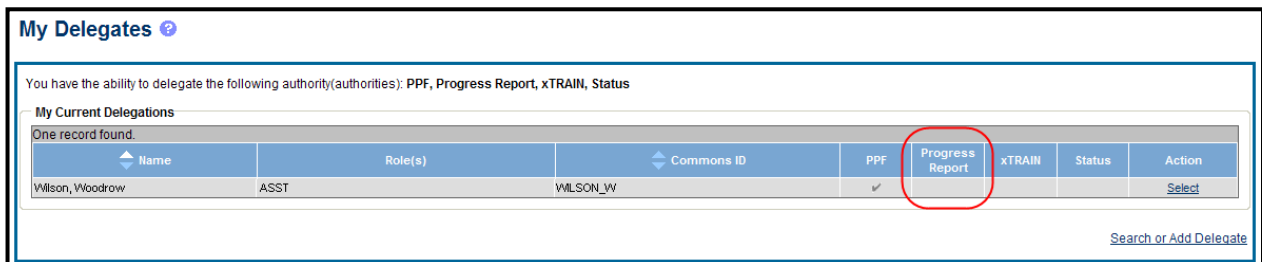 My Delegates ?
You have the ability to delegate the following authority(authorities): PPF, Progress Report, xTRAIN, Status
My Current Delegations
One record found.
Name Role(s) Commons ID PPF Progress Report xTRAIN Status Action
Wilson, Woodrow ASST WILSON_W ✔ Select
Search or Add Delegate